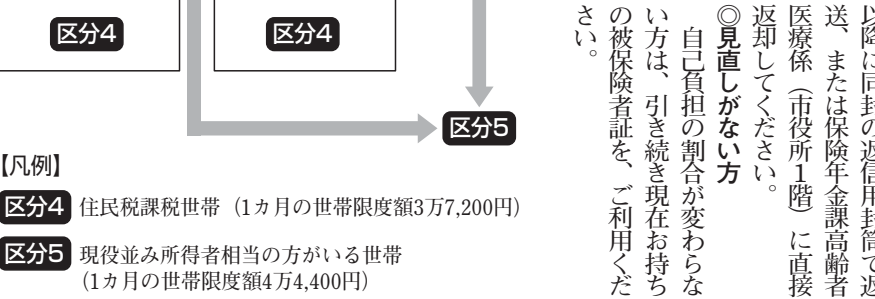 以降に同封の返信用封筒で返
送、または保険年金課高齢者
医療係（市役所１階）に直接
返却してください。
◎見直しがない方
自己負担の割合が変わらな
い方は、引き続き現在お持ち
の被保険者証を、ご利用くだ
さい。
区分4
区分4
区分5
【凡例】
区分4 住民税課税世帯（1ヵ月の世帯限度額3万7,200円）
区分5 現役並み所得者相当の方がいる世帯
（1ヵ月の世帯限度額4万4,400円）